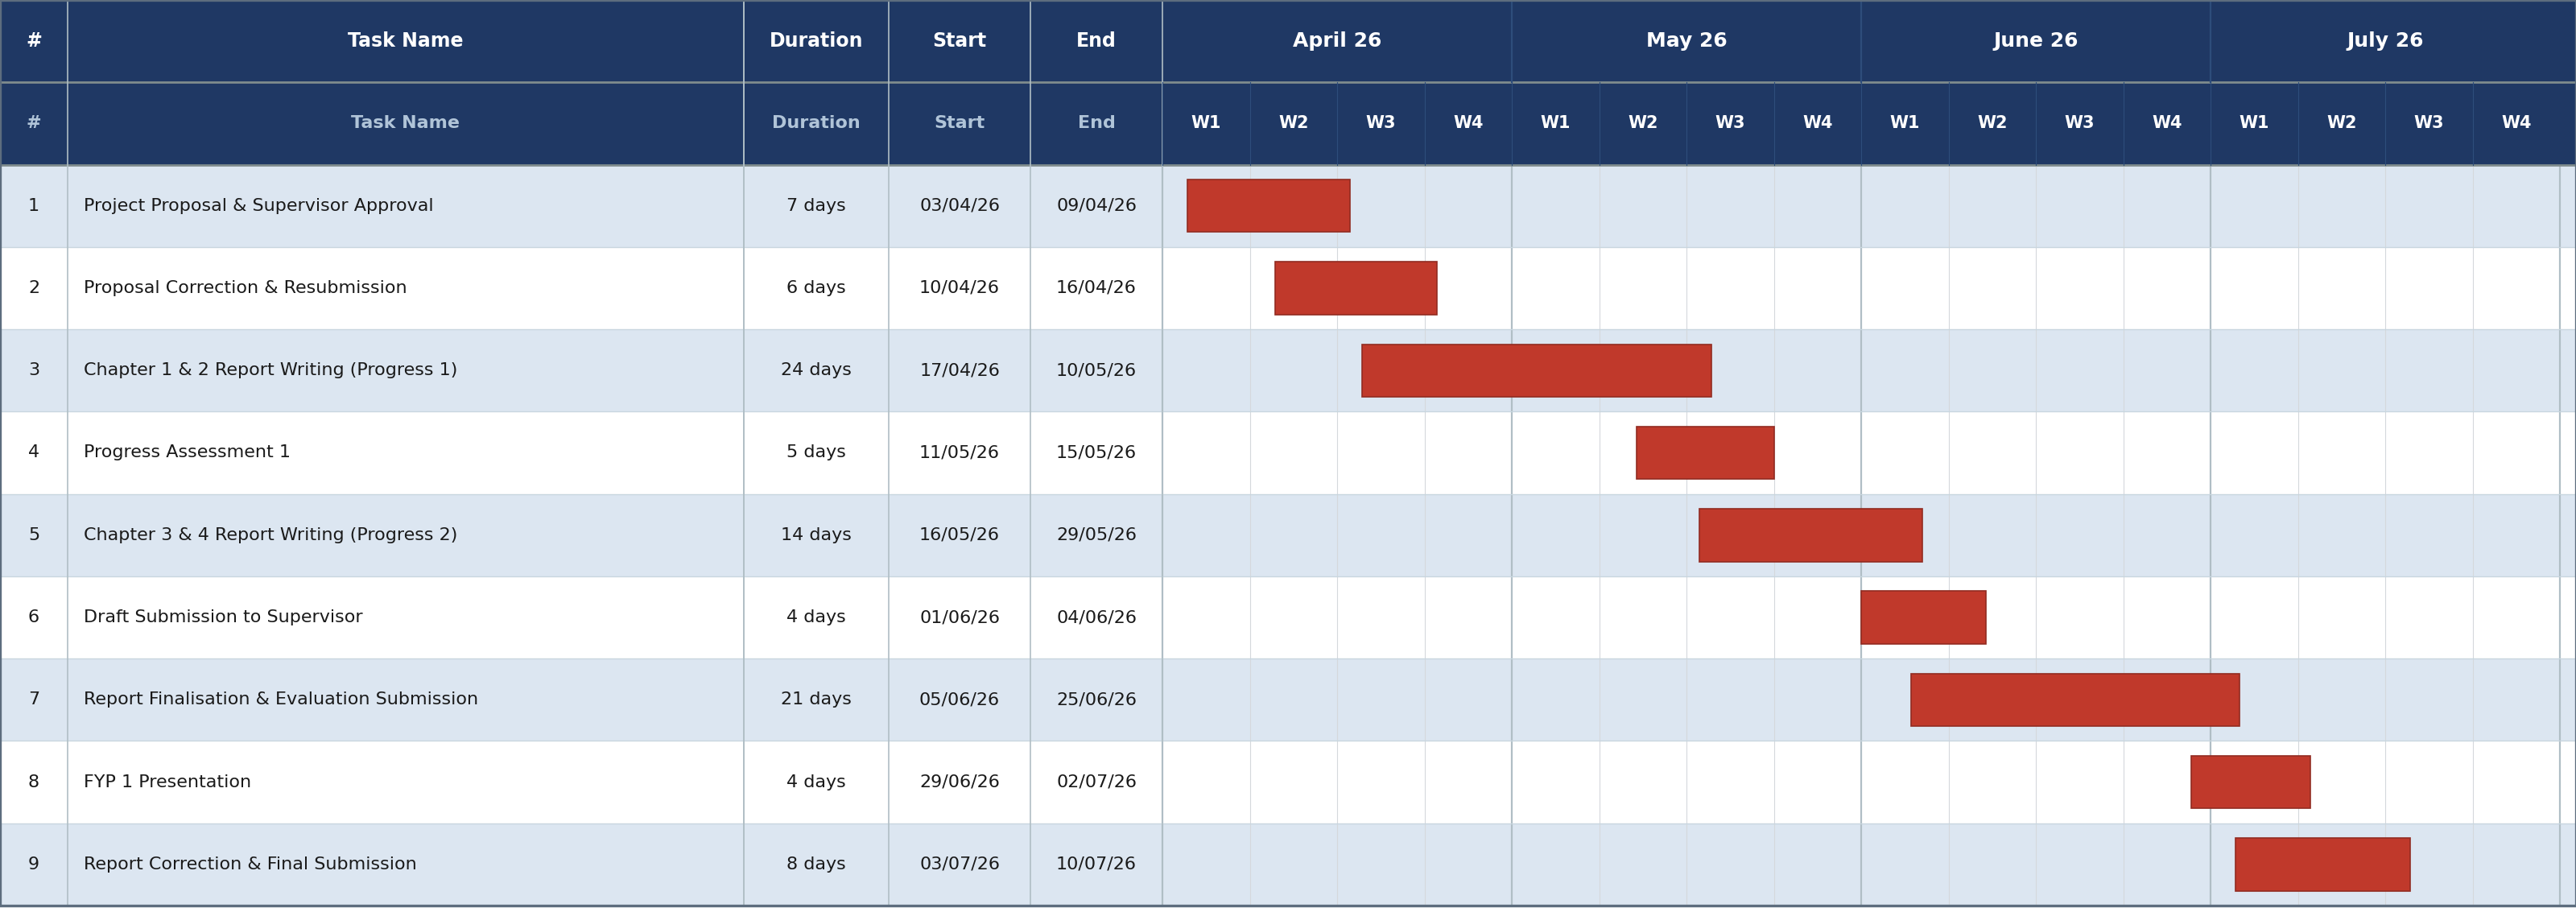 # Task Name Duration Start End April 26 May 26 June 26 July 26
# Task Name Duration Start End W1 W2 W3 W4 W1 W2 W3 W4 W1 W2 W3 W4 W1 W2 W3 W4
1 Project Proposal & Supervisor Approval 7 days 03/04/26 09/04/26
2 Proposal Correction & Resubmission 6 days 10/04/26 16/04/26
3 Chapter 1 & 2 Report Writing (Progress 1) 24 days 17/04/26 10/05/26
4 Progress Assessment 1 5 days 11/05/26 15/05/26
5 Chapter 3 & 4 Report Writing (Progress 2) 14 days 16/05/26 29/05/26
6 Draft Submission to Supervisor 4 days 01/06/26 04/06/26
7 Report Finalisation & Evaluation Submission 21 days 05/06/26 25/06/26
8 FYP 1 Presentation 4 days 29/06/26 02/07/26
9 Report Correction & Final Submission 8 days 03/07/26 10/07/26